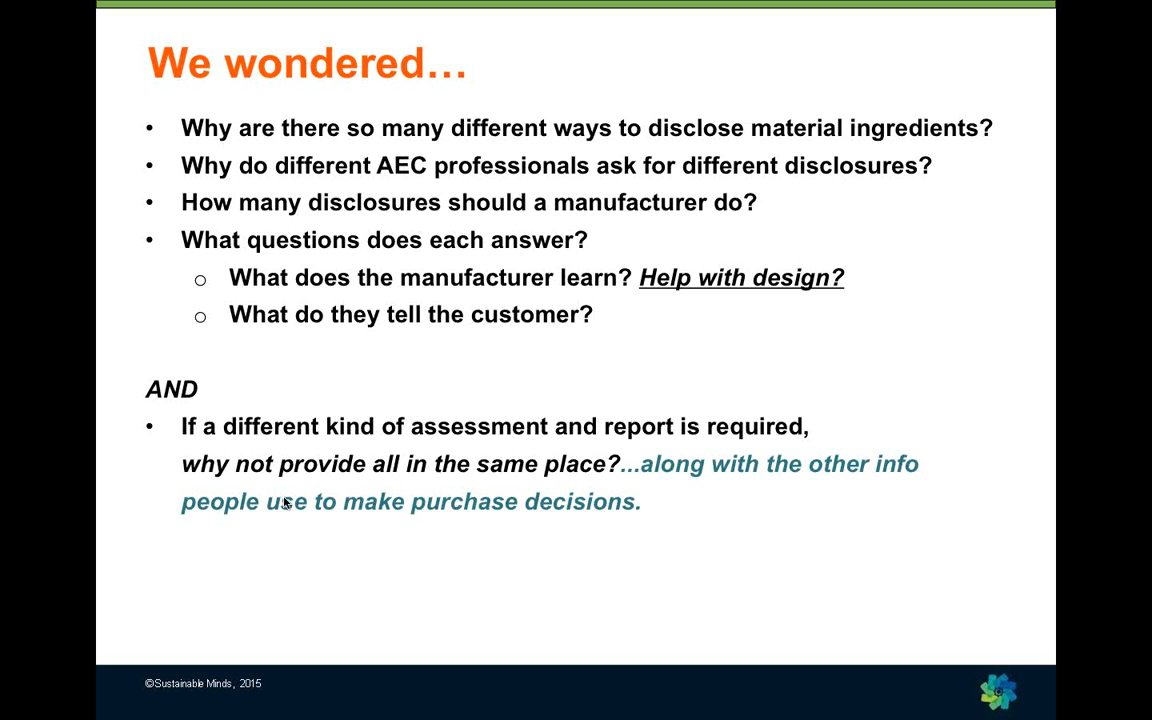 We wondered…
• Why are there so many different ways to disclose material ingredients?
• Why do different AEC professionals ask for different disclosures?
• How many disclosures should a manufacturer do?
• What questions does each answer?
o What does the manufacturer learn? Help with design?
o What do they tell the customer?
AND
• If a different kind of assessment and report is required,
why not provide all in the same place?...along with the other info
people use to make purchase decisions.
©Sustainable Minds, 2015